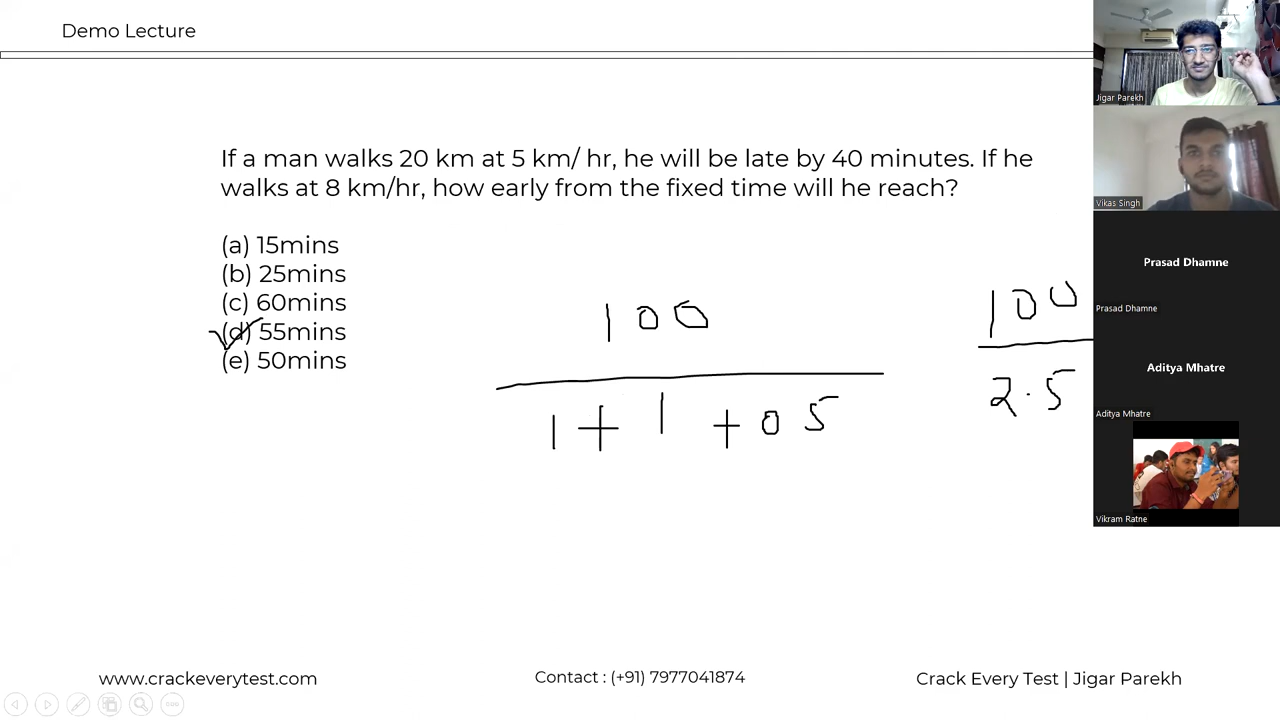 Demo Lecture
If a man walks 20 km at 5 km/ hr, he will be late by 40 minutes. If he
walks at 8 km/hr, how early from the fixed time will he reach?
(a) 15mins
(b) 25mins
(c) 60mins
(d) 55mins
(e) 50mins
100
1 + 1 + 05
100
2.5
Jigar Parekh
Vikas Singh
Prasad Dhamne
Prasad Dhamne
Aditya Mhatre
Aditya Mhatre
Vikram Ratne
www.crackeverytest.com
Contact : (+91) 7977041874
Crack Every Test | Jigar Parekh